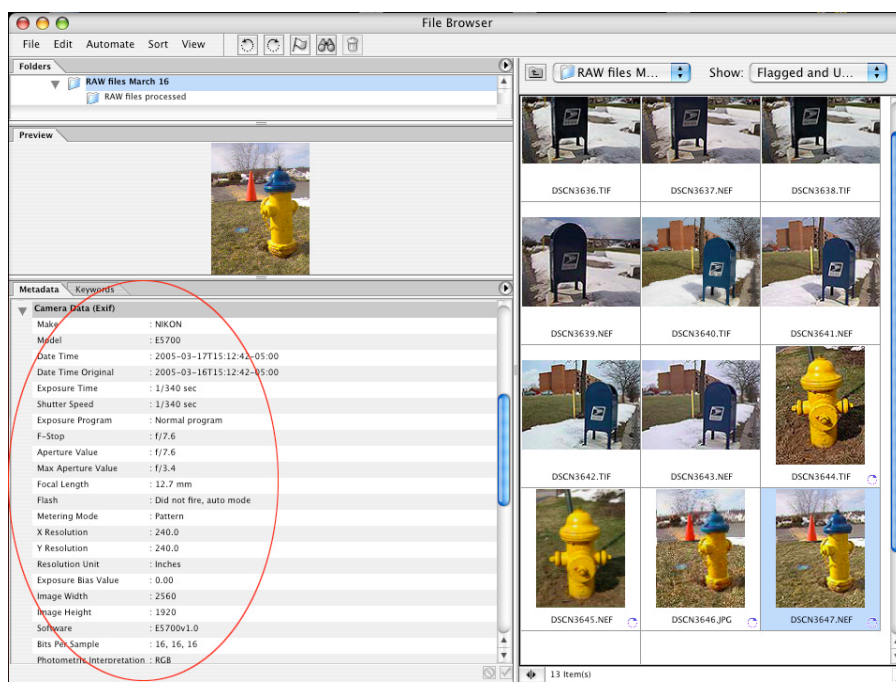 File Browser
File Edit Automate Sort View
Folders
RAW files March 16
RAW files processed
RAW files M...
Show: Flagged and U...
Preview
Metadata Keywords
Camera Data (Exif)
Make : NIKON
Model : E5700
Date Time : 2005-03-17T15:12:42-05:00
Date Time Original : 2005-03-16T15:12:42-05:00
Exposure Time : 1/340 sec
Shutter Speed : 1/340 sec
Exposure Program : Normal program
F-Stop : f/7.6
Aperture Value : f/7.6
Max Aperture Value : f/3.4
Focal Length : 12.7 mm
Flash : Did not fire, auto mode
Metering Mode : Pattern
X Resolution : 240.0
Y Resolution : 240.0
Resolution Unit : Inches
Exposure Bias Value : 0.00
Image Width : 2560
Image Height : 1920
Software : E5700v1.0
Bits Per Sample : 16, 16, 16
Photometric Interpretation : RGB
DSCN3636.TIF DSCN3637.NEF DSCN3638.TIF
DSCN3639.NEF DSCN3640.TIF DSCN3641.NEF
DSCN3642.TIF DSCN3643.NEF DSCN3644.TIF
DSCN3645.NEF DSCN3646.JPG DSCN3647.NEF
13 Item(s)